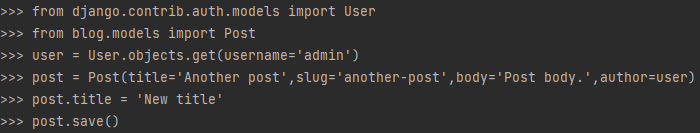 >>> from django.contrib.auth.models import User
>>> from blog.models import Post
>>> user = User.objects.get(username='admin')
>>> post = Post(title='Another post',slug='another-post',body='Post body.',author=user)
>>> post.title = 'New title'
>>> post.save()